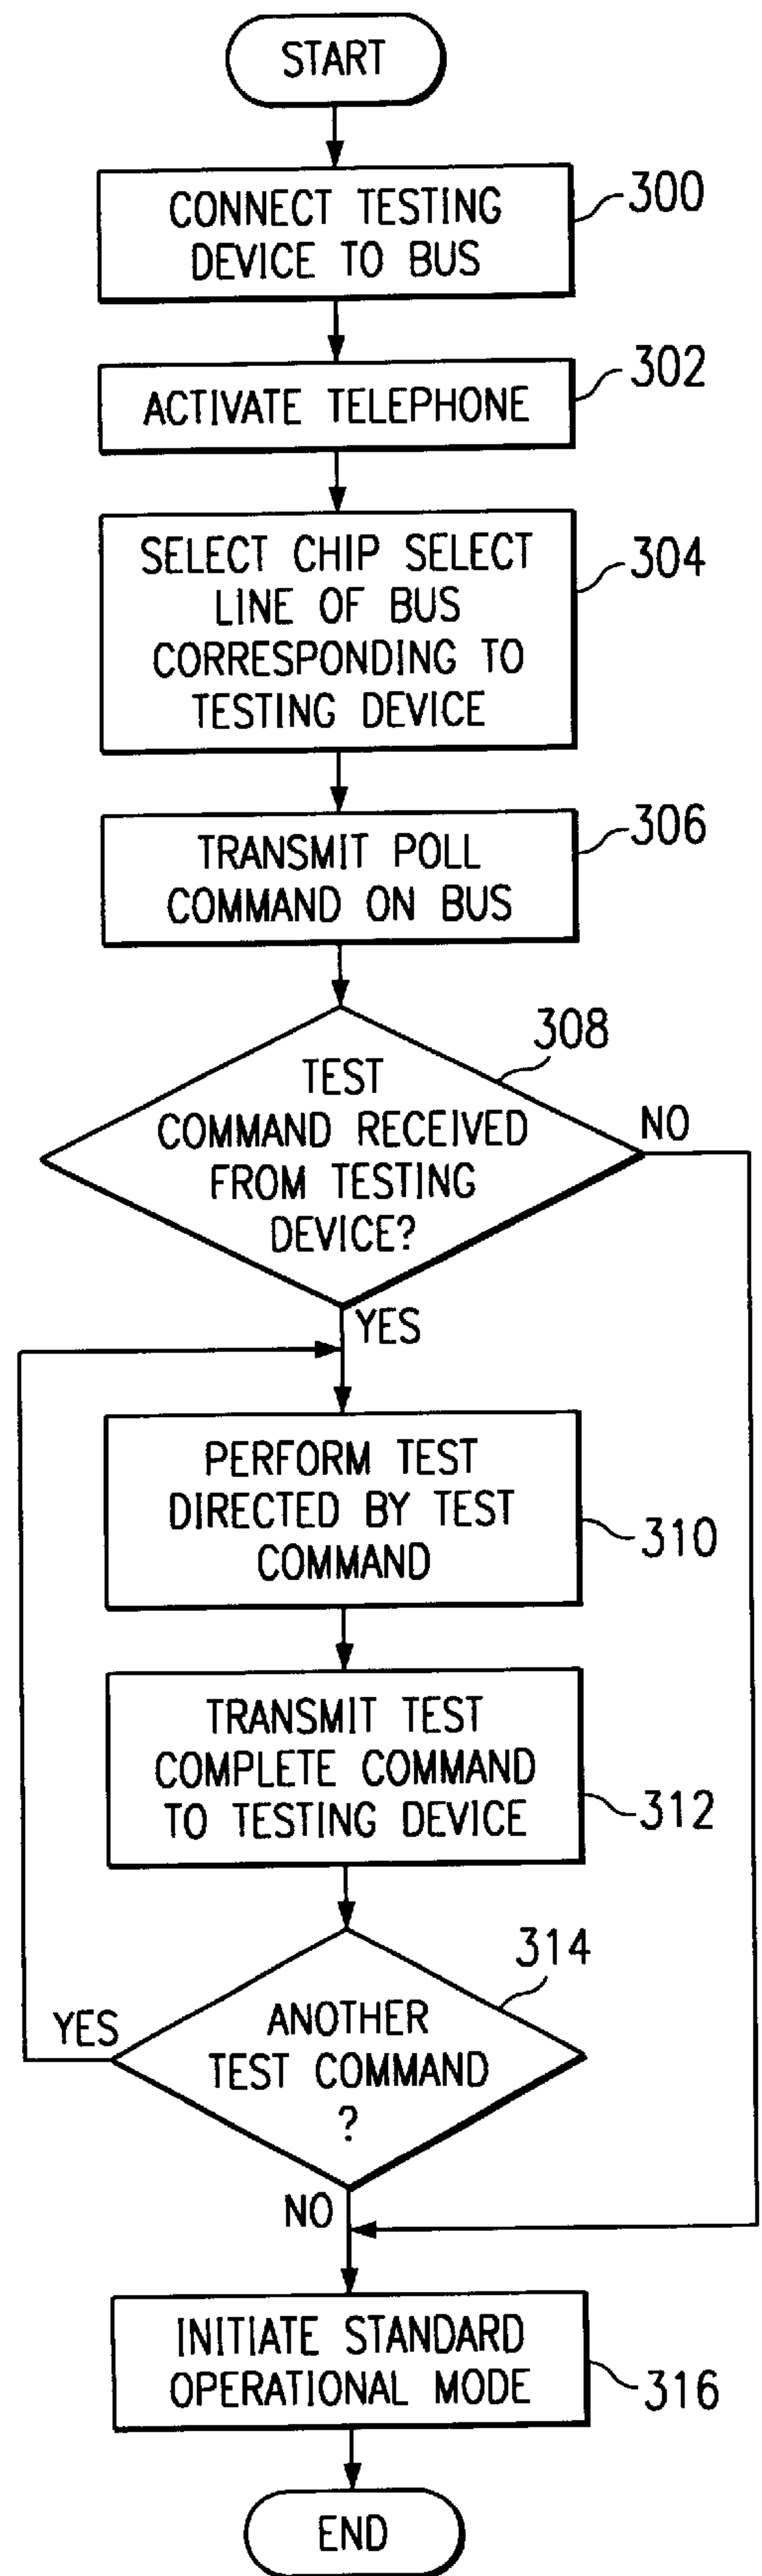 START
CONNECT TESTING
DEVICE TO BUS
300
ACTIVATE TELEPHONE
302
SELECT CHIP SELECT
LINE OF BUS
CORRESPONDING TO
TESTING DEVICE
304
TRANSMIT POLL
COMMAND ON BUS
306
308
TEST
COMMAND RECEIVED
FROM TESTING
DEVICE?
NO
YES
PERFORM TEST
DIRECTED BY TEST
COMMAND
310
TRANSMIT TEST
COMPLETE COMMAND
TO TESTING DEVICE
312
314
YES
ANOTHER
TEST COMMAND
?
NO
INITIATE STANDARD
OPERATIONAL MODE
316
END